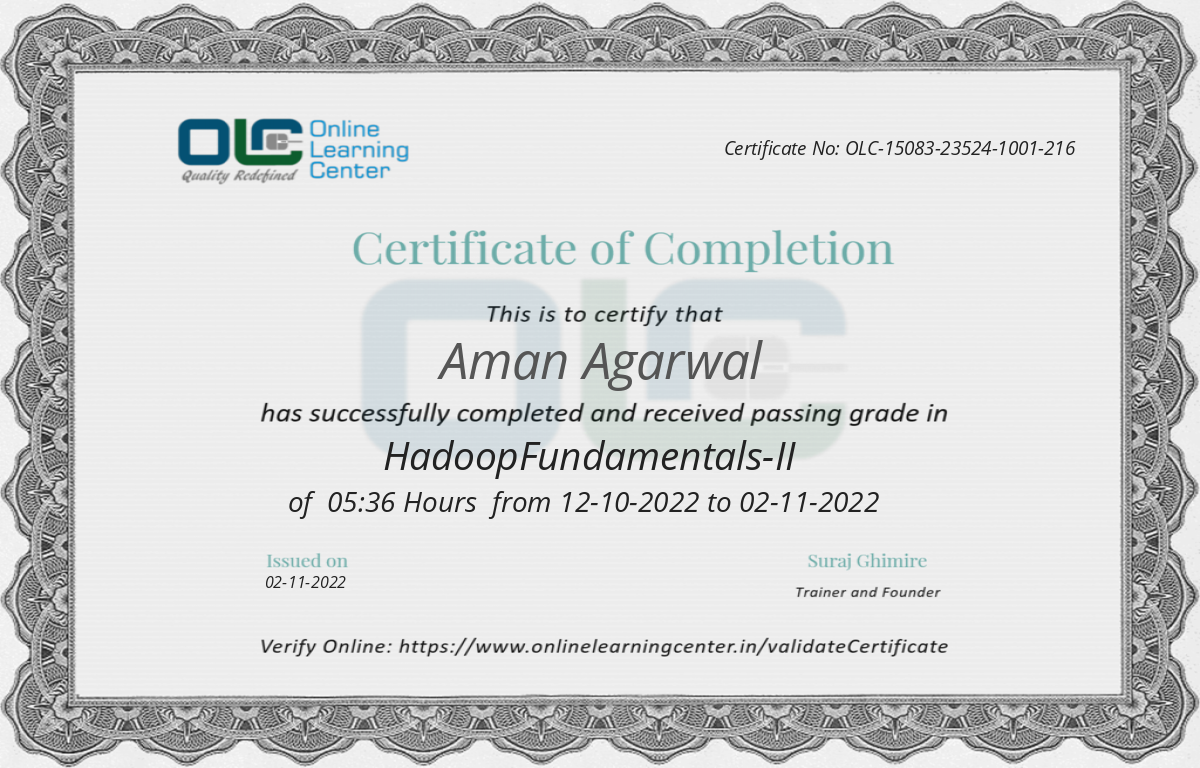 OLC Online
Learning
Center
Quality Redefined
Certificate No: OLC-15083-23524-1001-216
Certificate of Completion
This is to certify that
Aman Agarwal
has successfully completed and received passing grade in
HadoopFundamentals-II
of 05:36 Hours from 12-10-2022 to 02-11-2022
Issued on
02-11-2022
Suraj Ghimire
Trainer and Founder
Verify Online: https://www.onlinelearningcenter.in/validateCertificate